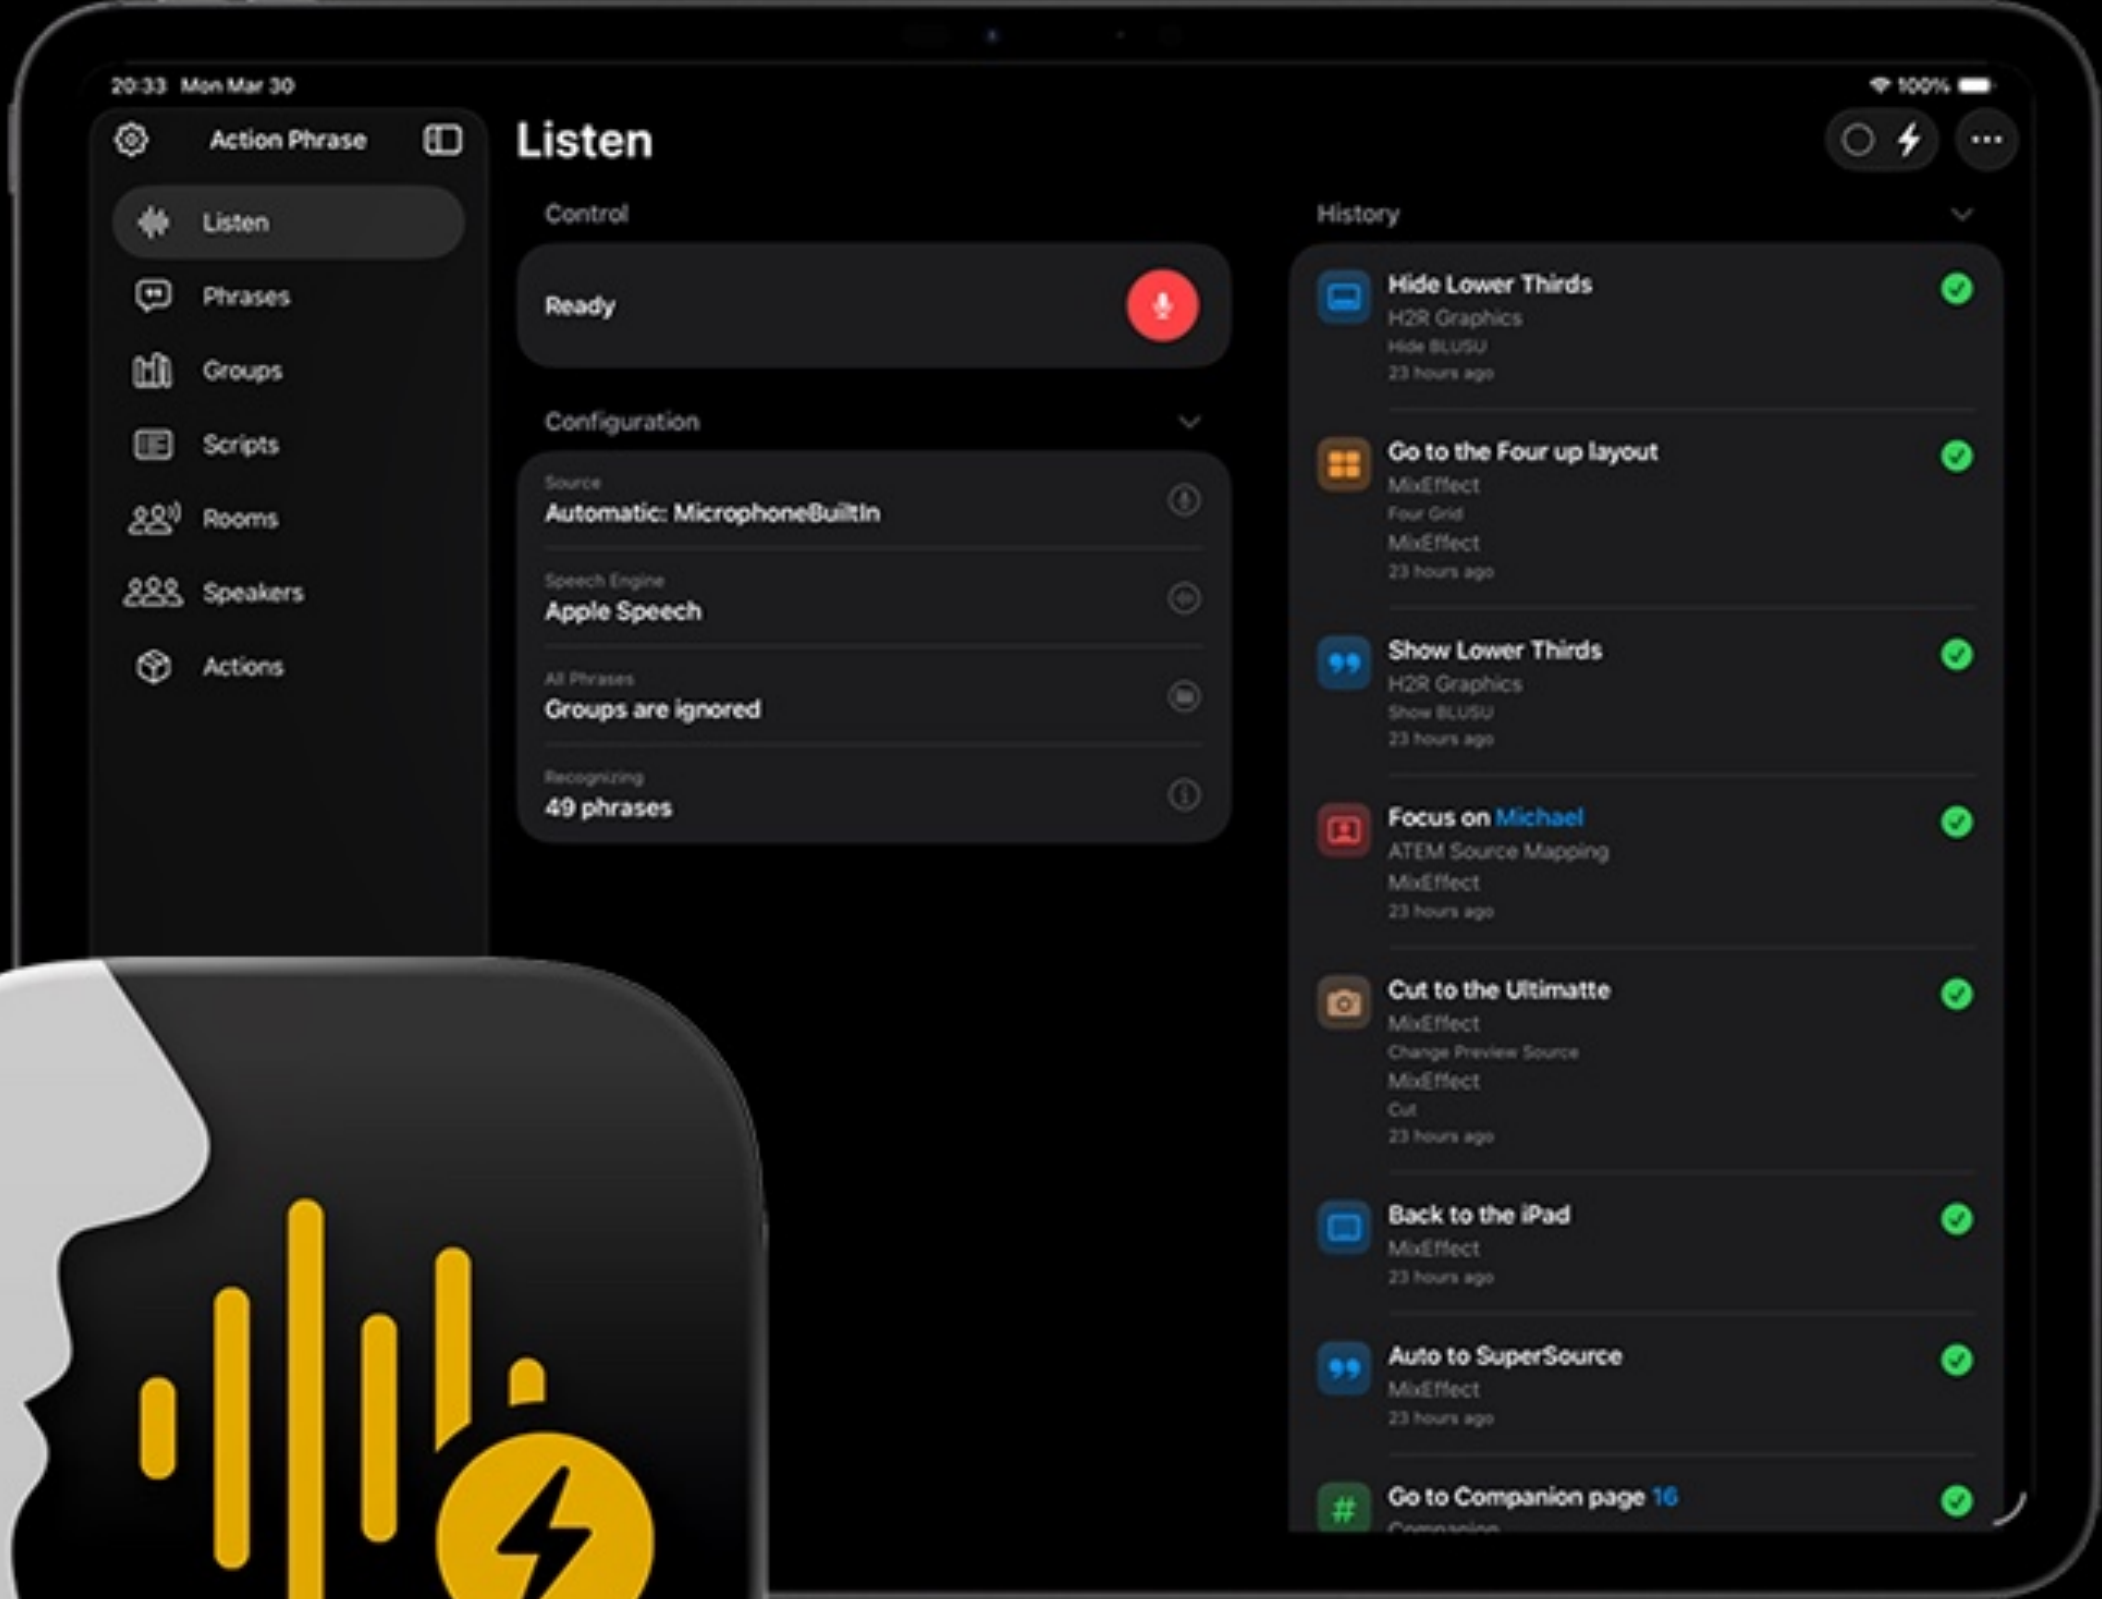 20:33 Mon Mar 30
100%
Action Phrase
Listen
Phrases
Groups
Scripts
Rooms
Speakers
Actions
Listen
Control
Ready
Configuration
Source
Automatic: MicrophoneBuiltIn
Speech Engine
Apple Speech
All Phrases
Groups are ignored
Recognizing
49 phrases
History
Hide Lower Thirds
H2R Graphics
Hide BLUSU
23 hours ago
Go to the Four up layout
MixEffect
Four Grid
MixEffect
23 hours ago
Show Lower Thirds
H2R Graphics
Show BLUSU
23 hours ago
Focus on Michael
ATEM Source Mapping
MixEffect
23 hours ago
Cut to the Ultimatte
MixEffect
Change Preview Source
MixEffect
Cut
23 hours ago
Back to the iPad
MixEffect
23 hours ago
Auto to SuperSource
MixEffect
23 hours ago
# Go to Companion page 16
Companion